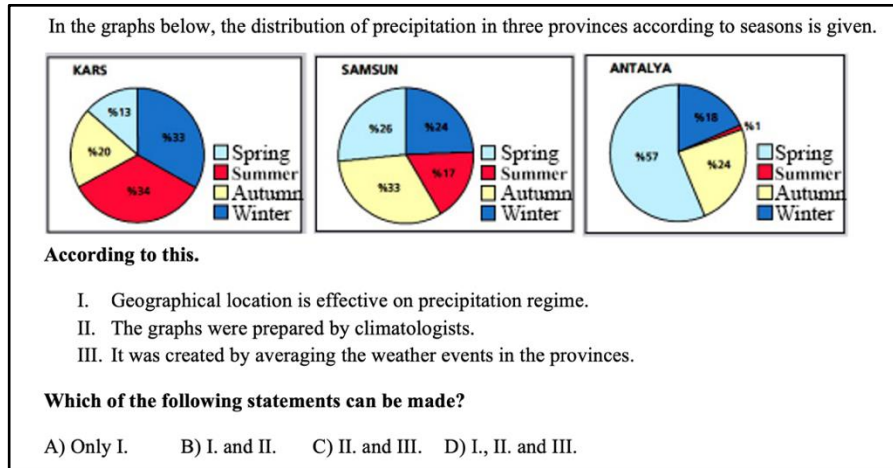 In the graphs below, the distribution of precipitation in three provinces according to seasons is given.
KARS
%13
%33
%20
%34
Spring
Summer
Autumn
Winter
SAMSUN
%26
%24
%17
%33
Spring
Summer
Autumn
Winter
ANTALYA
%18
%1
%57
%24
Spring
Summer
Autumn
Winter
According to this.
I. Geographical location is effective on precipitation regime.
II. The graphs were prepared by climatologists.
III. It was created by averaging the weather events in the provinces.
Which of the following statements can be made?
A) Only I. B) I. and II. C) II. and III. D) I., II. and III.